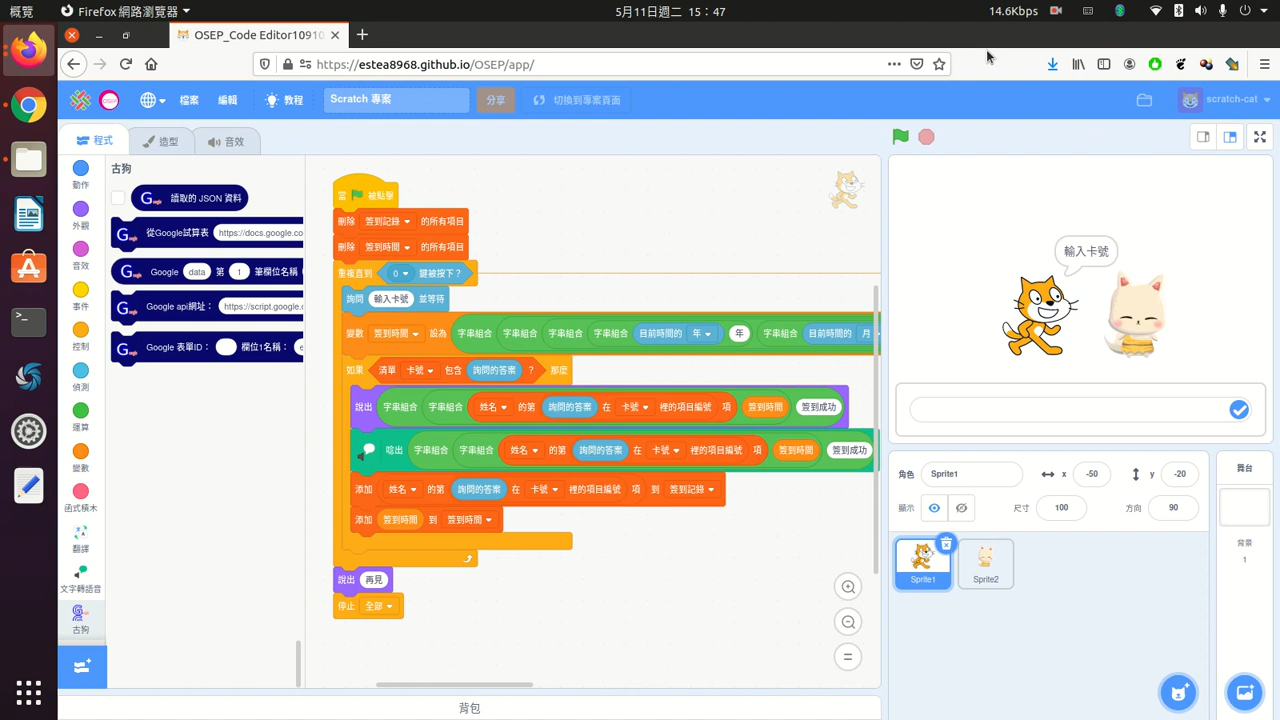 概覽 Firefox 網路瀏覽器 5月11日週二 15：47 14.6Kbps
OSEP_Code Editor10910
https://estea8968.github.io/OSEP/app/
OSEP 檔案 編輯 教程 Scratch 專案 分享 切換到專案頁面 scratch-cat
程式 造型 音效
動作
外觀
音效
事件
控制
偵測
運算
變數
函式積木
翻譯
文字轉語音
古狗
古狗
讀取的 JSON 資料
從Google試算表 https://docs.google.co
Google data 第 1 筆欄位名稱
Google api網址： https://script.google.c
Google 表單ID： 欄位1名稱：
當 被點擊
刪除 簽到記錄 的所有項目
刪除 簽到時間 的所有項目
重複直到 0 鍵被按下？
詢問 輸入卡號 並等待
變數 簽到時間 設為 字串組合 字串組合 字串組合 字串組合 目前時間的 年 年 字串組合 目前時間的 月
如果 清單 卡號 包含 詢問的答案 ？ 那麼
說出 字串組合 字串組合 姓名 的第 詢問的答案 在 卡號 裡的項目編號 項 簽到時間 簽到成功
唸出 字串組合 字串組合 姓名 的第 詢問的答案 在 卡號 裡的項目編號 項 簽到時間 簽到成功
添加 姓名 的第 詢問的答案 在 卡號 裡的項目編號 項 到 簽到記錄
添加 簽到時間 到 簽到時間
說出 再見
停止 全部
背包
輸入卡號
角色 Sprite1 x -50 y -20
顯示 尺寸 100 方向 90
Sprite1 Sprite2
舞台
背景
1